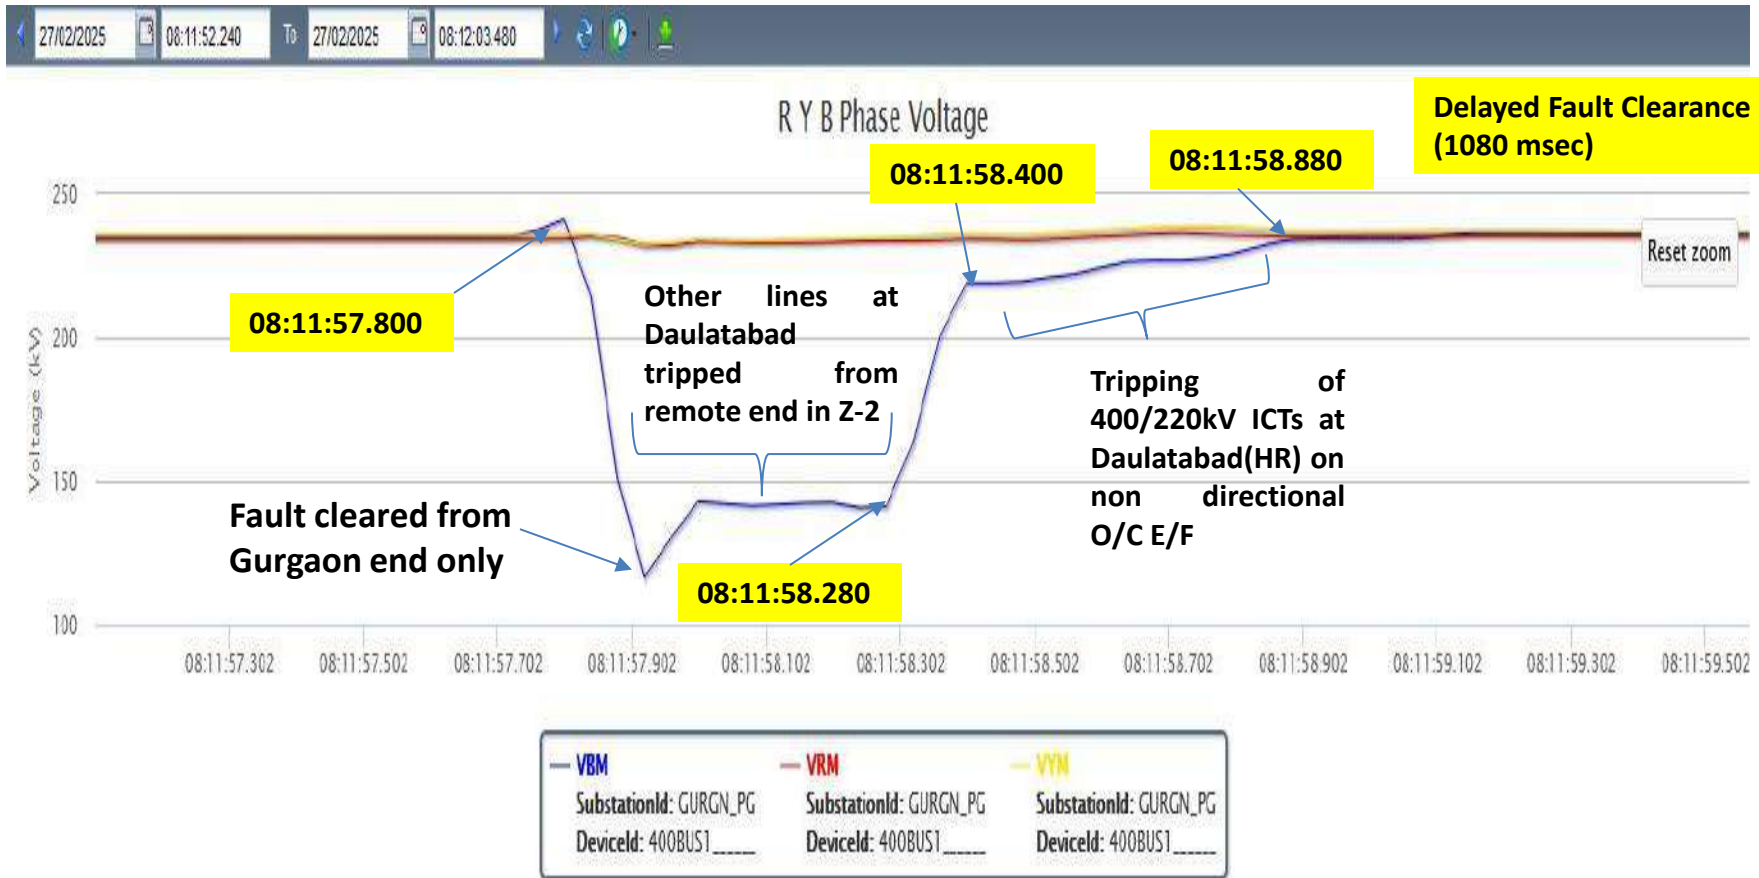 27/02/2025 08:11:52.240 To 27/02/2025 08:12:03.480
R Y B Phase Voltage
Delayed Fault Clearance
(1080 msec)
08:11:58.400
08:11:58.880
250
200
150
100
Voltage (kV)
Reset zoom
08:11:57.800
Other lines at
Daulatabad
tripped from
remote end in Z-2
Tripping of
400/220kV ICTs at
Daulatabad(HR) on
non directional
O/C E/F
Fault cleared from
Gurgaon end only
08:11:58.280
08:11:57.302 08:11:57.502 08:11:57.702 08:11:57.902 08:11:58.102 08:11:58.302 08:11:58.502 08:11:58.702 08:11:58.902 08:11:59.102 08:11:59.302 08:11:59.502
VBM
SubstationId: GURGN_PG
DeviceId: 400BUS1______
VRM
SubstationId: GURGN_PG
DeviceId: 400BUS1______
VYM
SubstationId: GURGN_PG
DeviceId: 400BUS1______